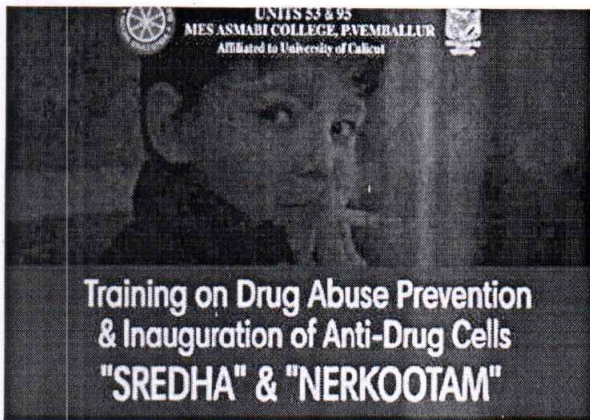 UNITS 53 & 95
MES ASMABI COLLEGE, P.VEMBALLUR
Affiliated to University of Calicut
Training on Drug Abuse Prevention
& Inauguration of Anti-Drug Cells
"SREDHA" & "NERKOOTAM"